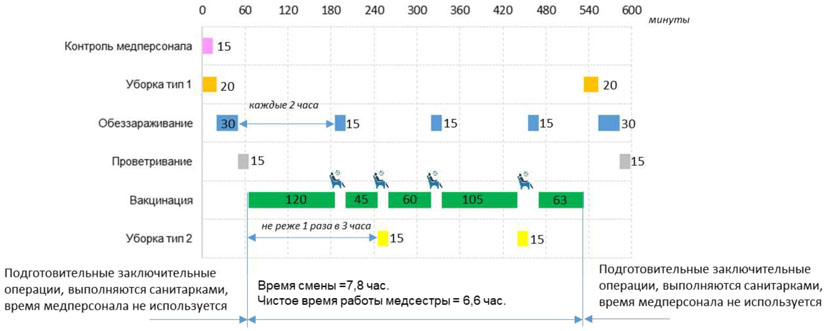 0 60 120 180 240 300 360 420 480 540 600
минуты
Контроль медперсонала 15
Уборка тип 1 20 20
каждые 2 часа
Обеззараживание 30 15 15 15 30
Проветривание 15 15
Вакцинация 120 45 60 105 63
не реже 1 раза в 3 часа
Уборка тип 2 15 15
Подготовительные заключительные
операции, выполняются санитарками,
время медперсонала не используется
Время смены =7,8 час.
Чистое время работы медсестры = 6,6 час.
Подготовительные заключительные
операции, выполняются санитарками,
время медперсонала не используется